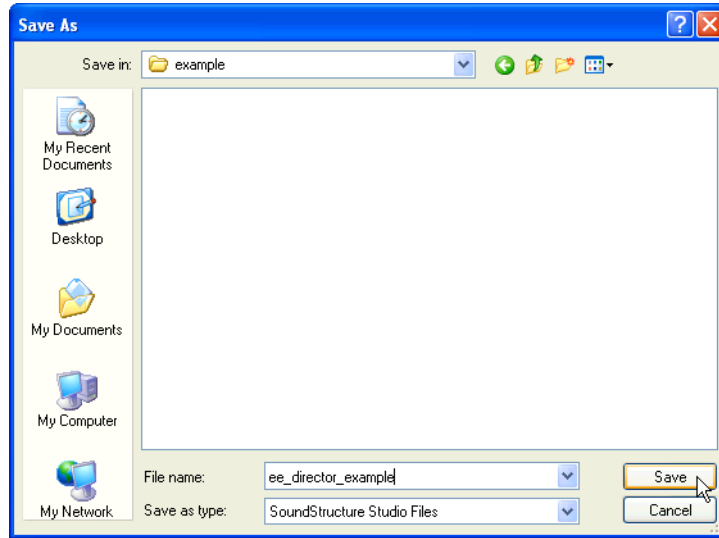 Save As
Save in: example
My Recent
Documents
Desktop
My Documents
My Computer
My Network
File name: ee_director_example Save
Save as type: SoundStructure Studio Files Cancel